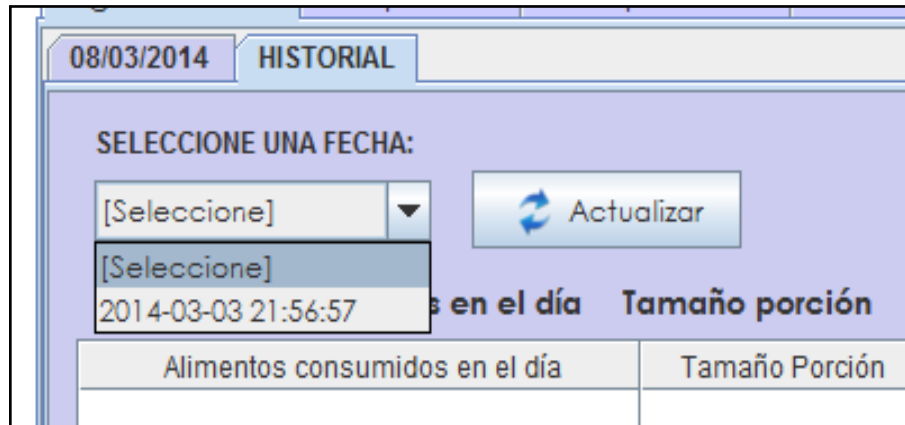 08/03/2014 HISTORIAL
SELECCIONE UNA FECHA:
[Seleccione] Actualizar
[Seleccione]
2014-03-03 21:56:57
en el día Tamaño porción
Alimentos consumidos en el día Tamaño Porción